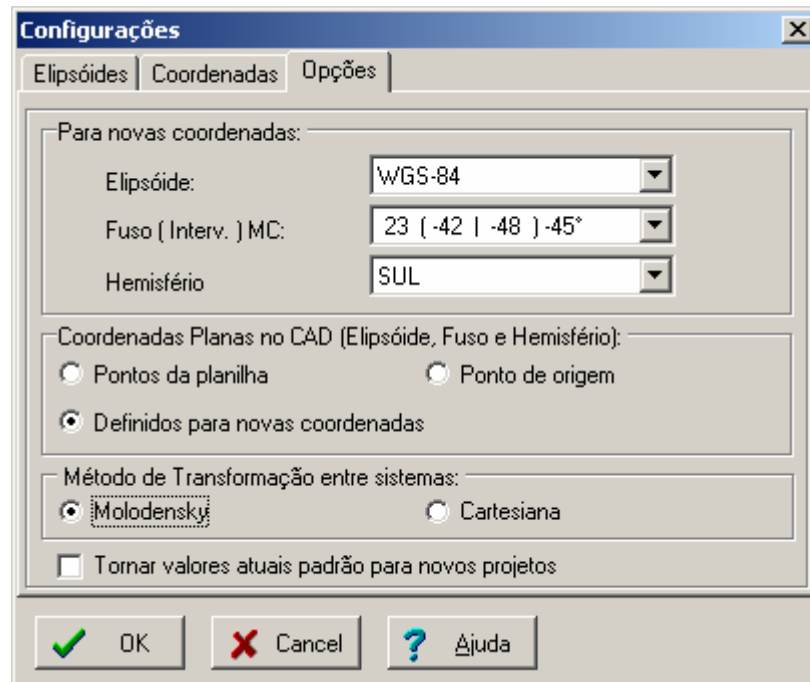 Configurações
Elipsóides Coordenadas Opções
Para novas coordenadas:
Elipsóide: WGS-84
Fuso ( Interv. ) MC: 23 ( -42 | -48 ) -45°
Hemisfério SUL
Coordenadas Planas no CAD (Elipsóide, Fuso e Hemisfério):
Pontos da planilha Ponto de origem
Definidos para novas coordenadas
Método de Transformação entre sistemas:
Molodensky Cartesiana
Tornar valores atuais padrão para novos projetos
OK Cancel Ajuda